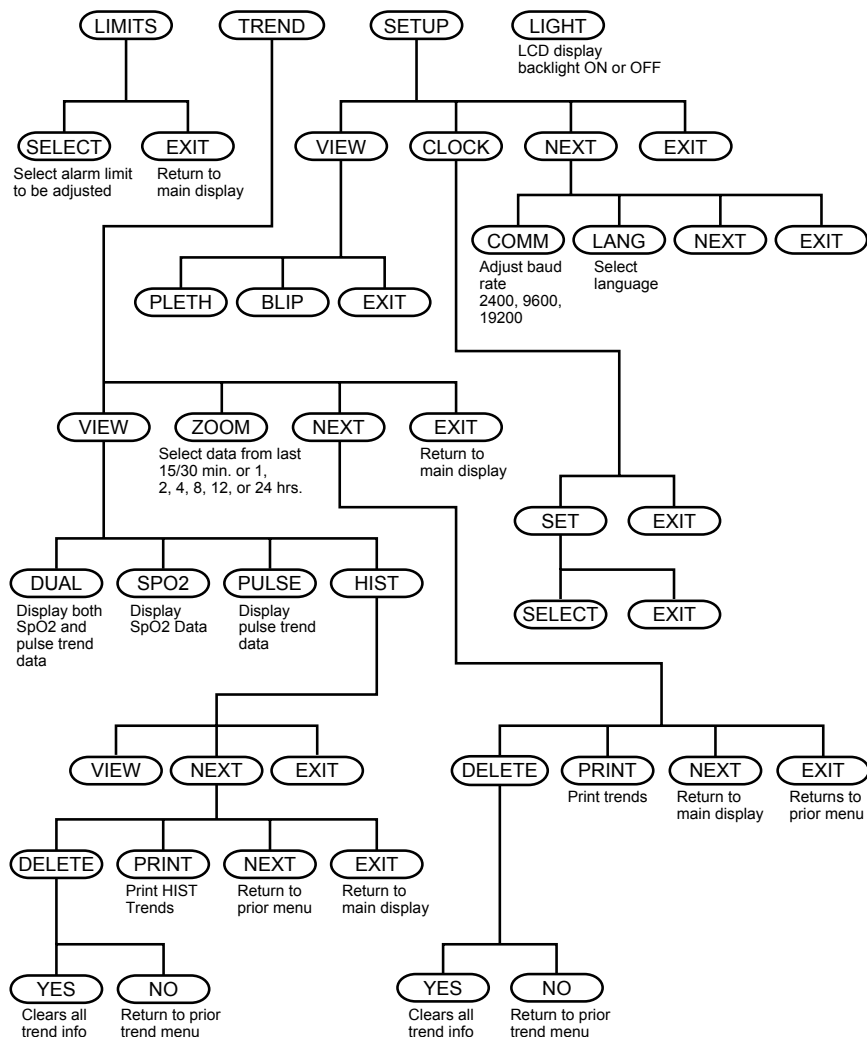 LIMITS
TREND
SETUP
LIGHT
LCD display
backlight ON or OFF
SELECT
Select alarm limit
to be adjusted
EXIT
Return to
main display
VIEW
CLOCK
NEXT
EXIT
COMM
Adjust baud
rate
2400, 9600,
19200
LANG
Select
language
NEXT
EXIT
PLETH
BLIP
EXIT
VIEW
ZOOM
Select data from last
15/30 min. or 1,
2, 4, 8, 12, or 24 hrs.
NEXT
EXIT
Return to
main display
SET
EXIT
SELECT
EXIT
DUAL
Display both
SpO2 and
pulse trend
data
SPO2
Display
SpO2 Data
PULSE
Display
pulse trend
data
HIST
VIEW
NEXT
EXIT
DELETE
PRINT
Print trends
NEXT
Return to
main display
EXIT
Returns to
prior menu
DELETE
PRINT
Print HIST
Trends
NEXT
Return to
prior menu
EXIT
Return to
main display
YES
Clears all
trend info
NO
Return to prior
trend menu
YES
Clears all
trend info
NO
Return to prior
trend menu